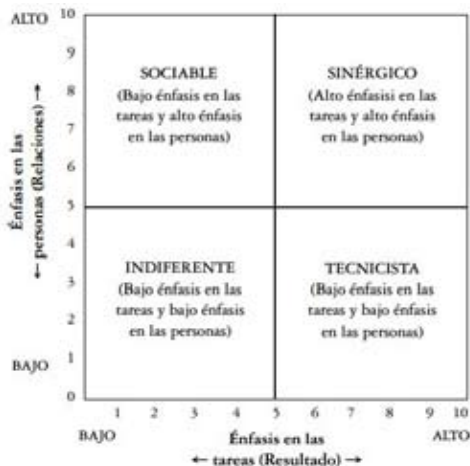 ALTO
10
9
8
7
6
5
4
3
2
1
0
BAJO
Énfasis en las
← personas (Relaciones) →
SOCIABLE
(Bajo énfasis en las
tareas y alto énfasis
en las personas)
SINÉRGICO
(Alto énfasisi en las
tareas y alto énfasis
en las personas)
INDIFERENTE
(Bajo énfasis en las
tareas y bajo énfasis
en las personas)
TECNICISTA
(Bajo énfasis en las
tareas y bajo énfasis
en las personas)
1 2 3 4 5 6 7 8 9 10
BAJO
ALTO
Énfasis en las
← tareas (Resultado) →